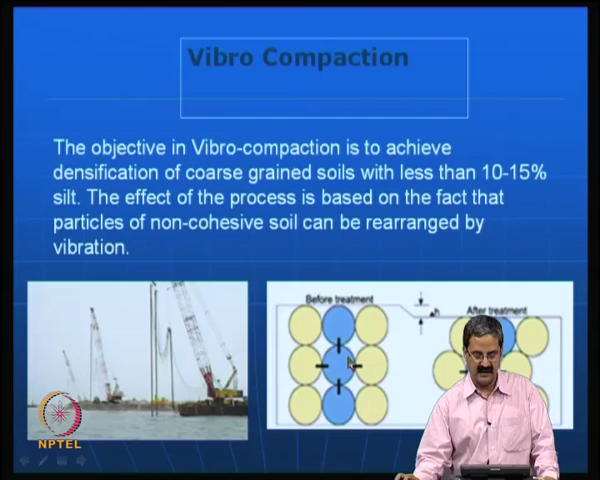 Vibro Compaction
The objective in Vibro-compaction is to achieve
densification of coarse grained soils with less than 10-15%
silt. The effect of the process is based on the fact that
particles of non-cohesive soil can be rearranged by
vibration.
Before treatment
After treatment
NPTEL